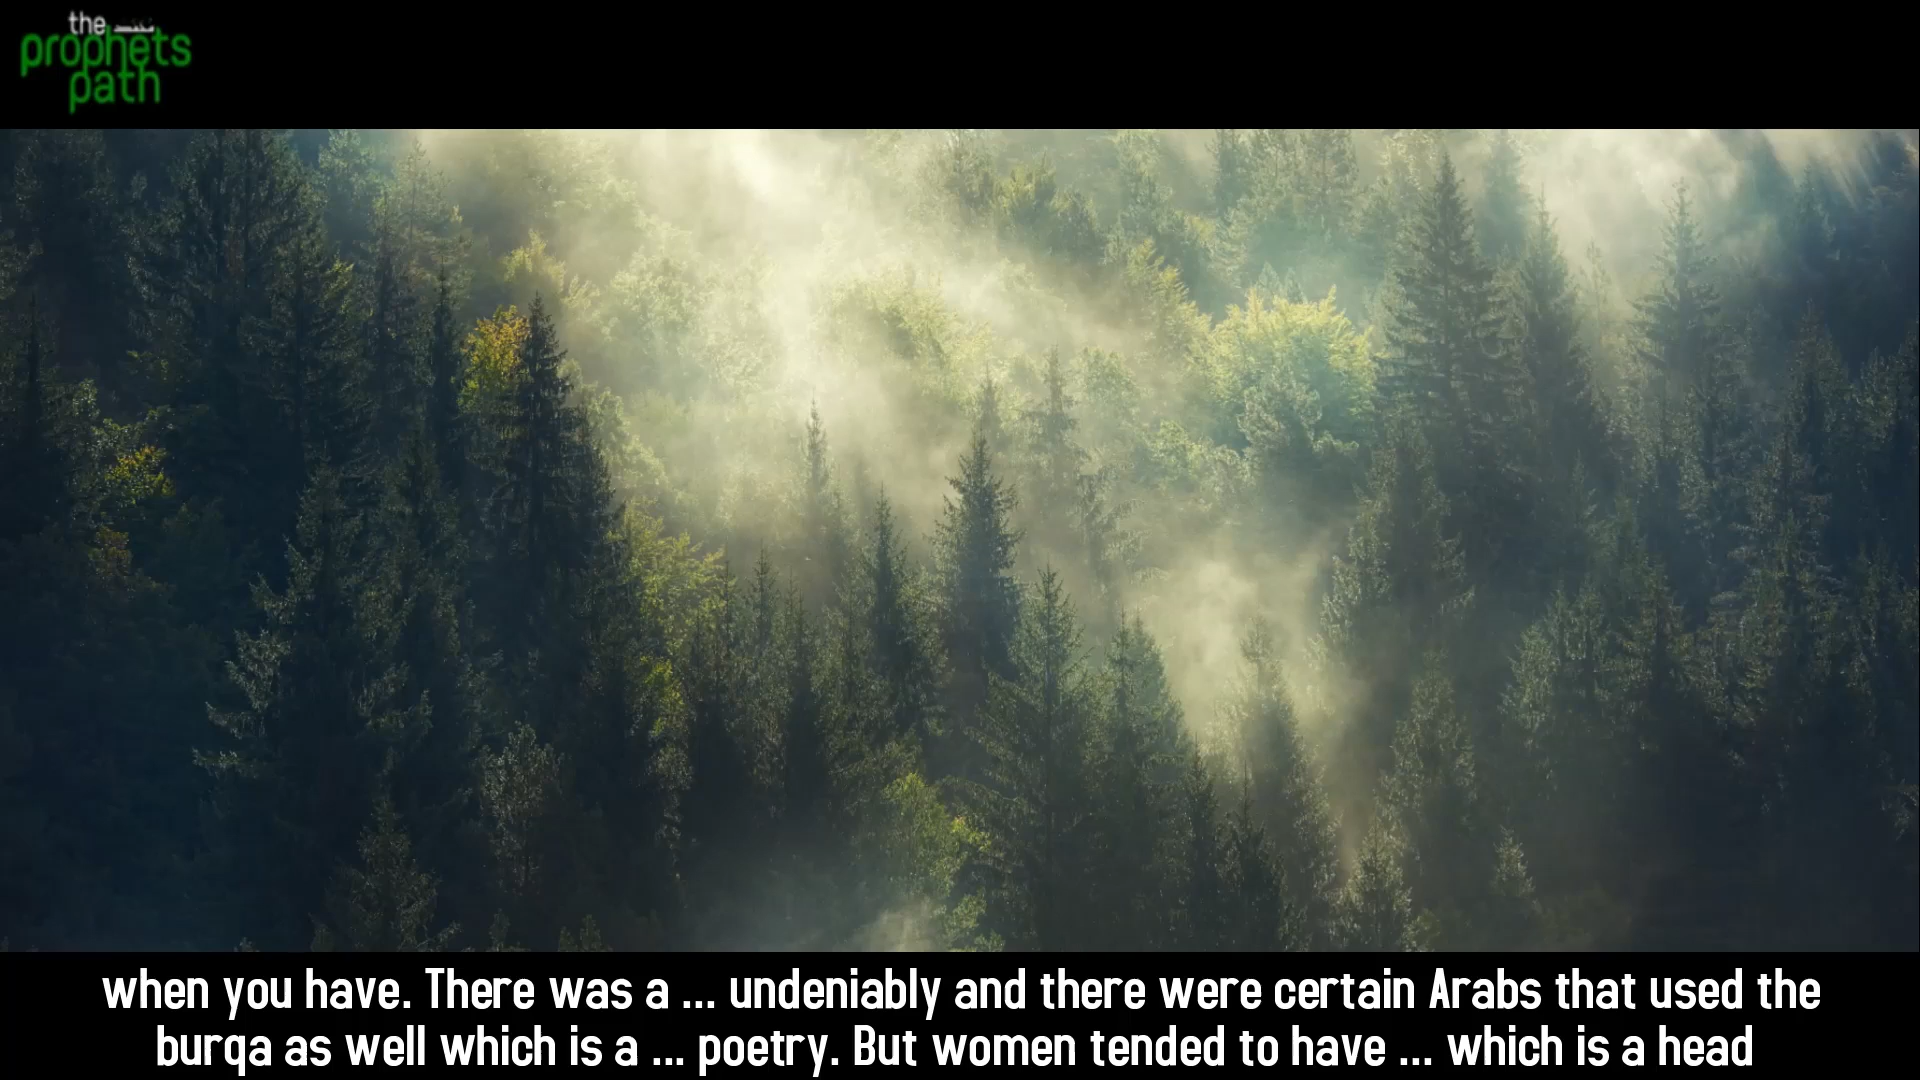 the
prophets
path
when you have. There was a ... undeniably and there were certain Arabs that used the
burqa as well which is a ... poetry. But women tended to have ... which is a head